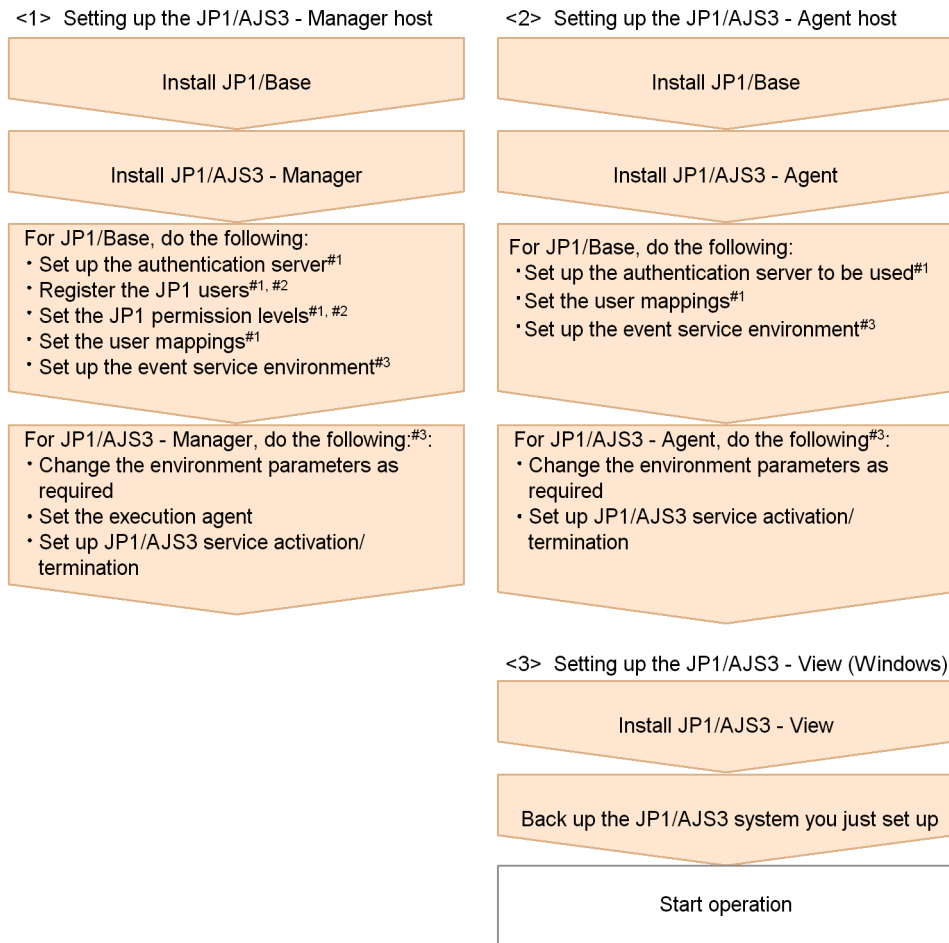 <1> Setting up the JP1/AJS3 - Manager host
Install JP1/Base
Install JP1/AJS3 - Manager
For JP1/Base, do the following:
・Set up the authentication server#1
・Register the JP1 users#1, #2
・Set the JP1 permission levels#1, #2
・Set the user mappings#1
・Set up the event service environment#3
For JP1/AJS3 - Manager, do the following:#3:
・Change the environment parameters as
required
・Set the execution agent
・Set up JP1/AJS3 service activation/
termination
<2> Setting up the JP1/AJS3 - Agent host
Install JP1/Base
Install JP1/AJS3 - Agent
For JP1/Base, do the following:
・Set up the authentication server to be used#1
・Set the user mappings#1
・Set up the event service environment#3
For JP1/AJS3 - Agent, do the following#3:
・Change the environment parameters as
required
・Set up JP1/AJS3 service activation/
termination
<3> Setting up the JP1/AJS3 - View (Windows)
Install JP1/AJS3 - View
Back up the JP1/AJS3 system you just set up
Start operation